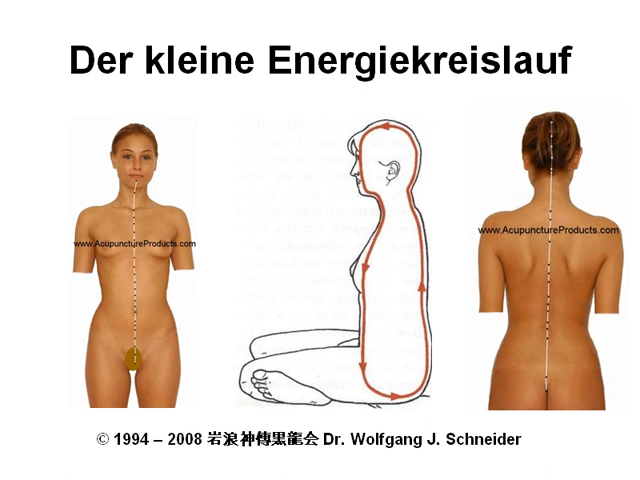 Der kleine Energiekreislauf
www.AcupunctureProducts.com
www.AcupunctureProducts.com
© 1994 – 2008 岩浪神傳黒龍会 Dr. Wolfgang J. Schneider